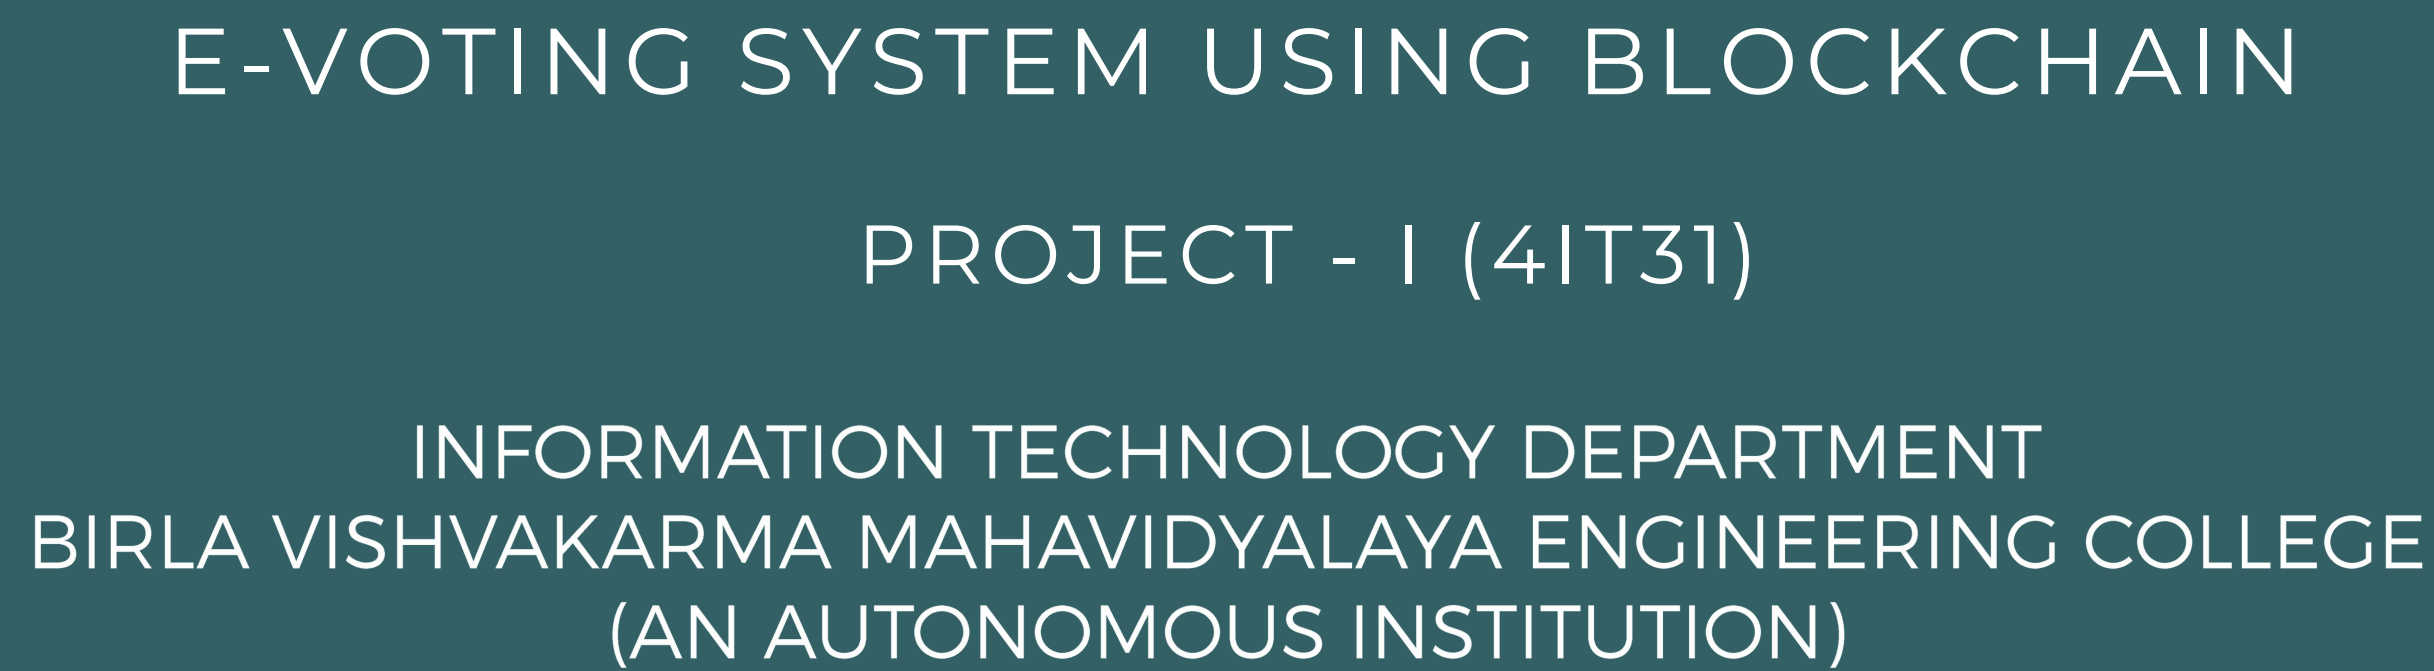 E-VOTING SYSTEM USING BLOCKCHAIN
PROJECT - I (4IT31)
INFORMATION TECHNOLOGY DEPARTMENT
BIRLA VISHVAKARMA MAHAVIDYALAYA ENGINEERING COLLEGE
(AN AUTONOMOUS INSTITUTION)